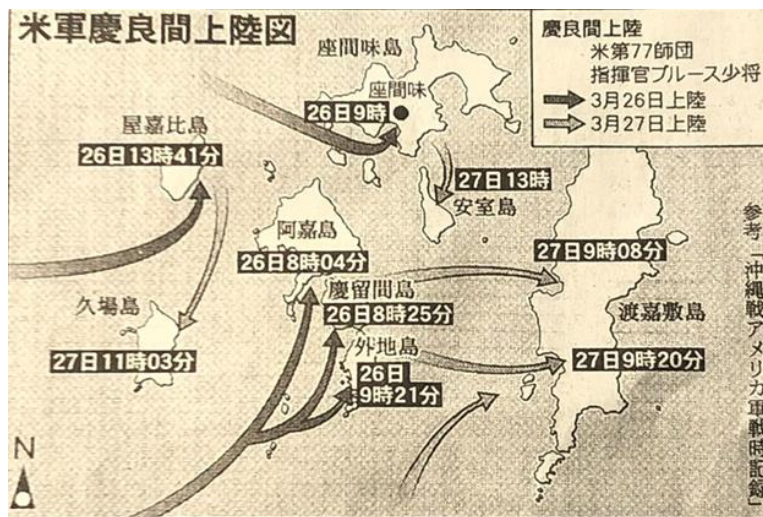 米軍慶良間上陸図
慶良間上陸
米第77師団
指揮官ブルース少将
3月26日上陸
3月27日上陸
座間味島
座間味
26日9時
屋嘉比島
26日13時41分
27日13時
安室島
阿嘉島
26日8時04分
27日9時08分
慶留間島
26日8時25分
渡嘉敷島
久場島
27日11時03分
外地島
26日
9時21分
27日9時20分
N
参考「沖縄戦アメリカ軍戦時記録」